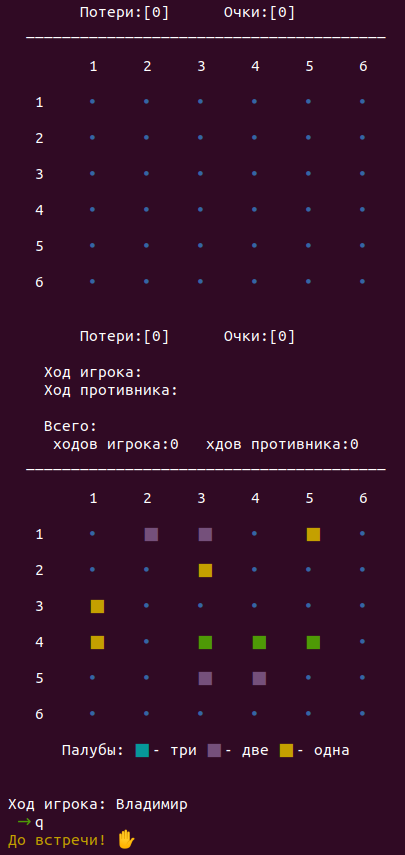 Потери:[0] Очки:[0]
1 2 3 4 5 6
1
2
3
4
5
6
Потери:[0] Очки:[0]
Ход игрока:
Ход противника:
Всего:
ходов игрока:0 хдов противника:0
1 2 3 4 5 6
1
2
3
4
5
6
Палубы: - три - две - одна
Ход игрока: Владимир
→q
До встречи! ✋